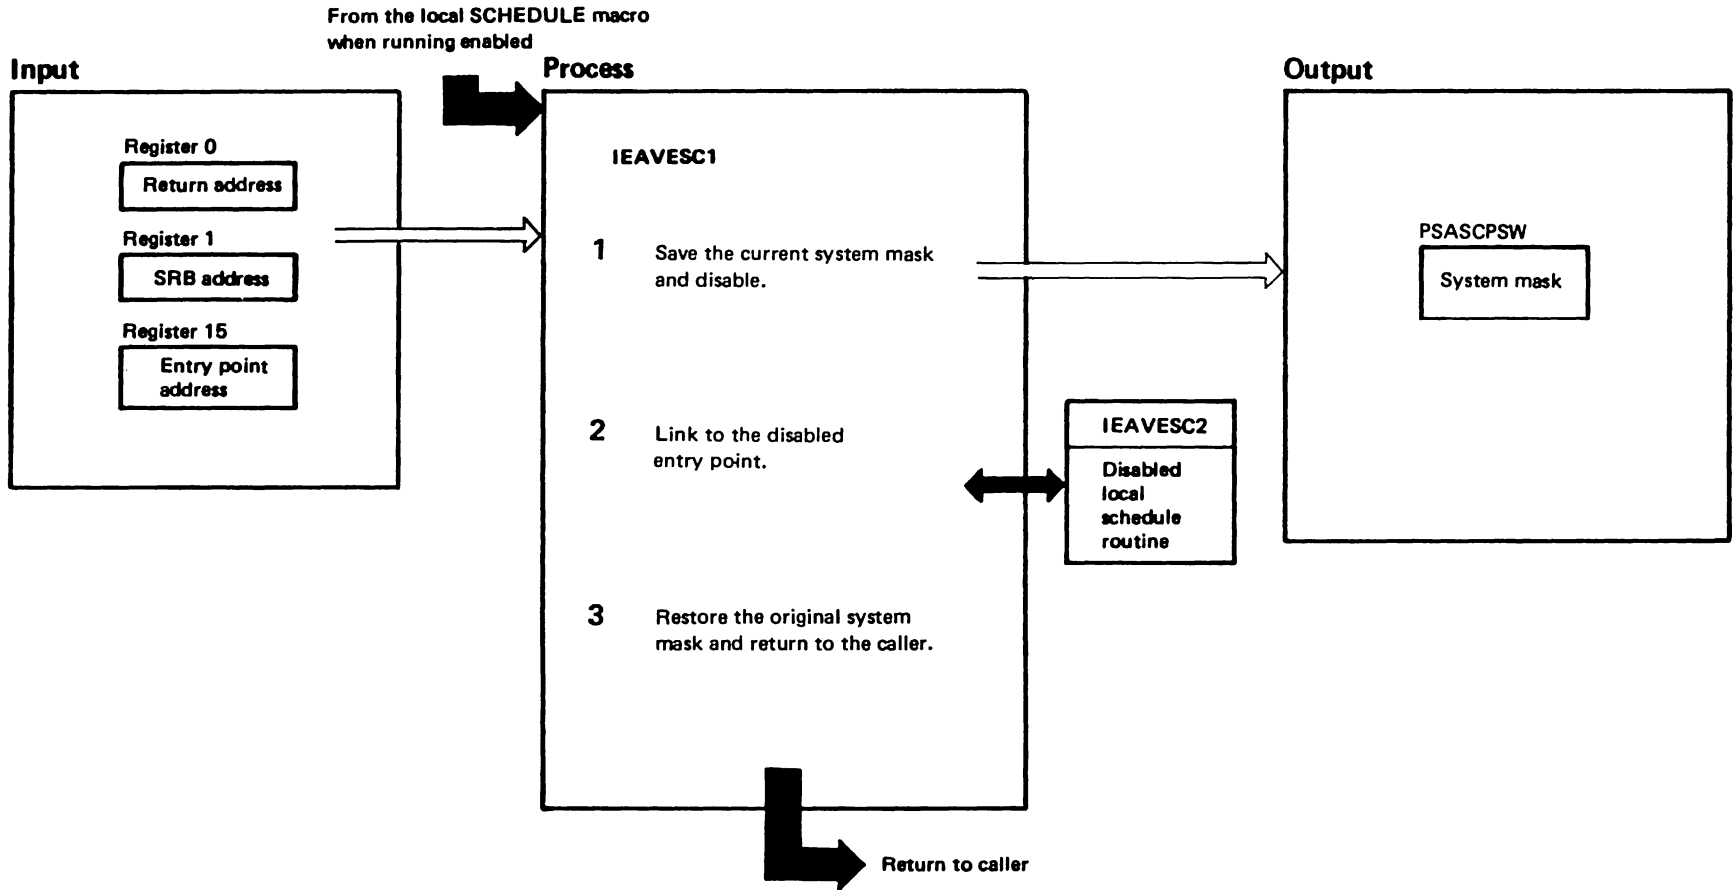 From the local SCHEDULE macro
when running enabled
Input
Process
Output
Register 0
Return address
Register 1
SRB address
Register 15
Entry point
address
IEAVESC1
1 Save the current system mask
and disable.
2 Link to the disabled
entry point.
3 Restore the original system
mask and return to the caller.
IEAVESC2
Disabled
local
schedule
routine
PSASCPSW
System mask
Return to caller